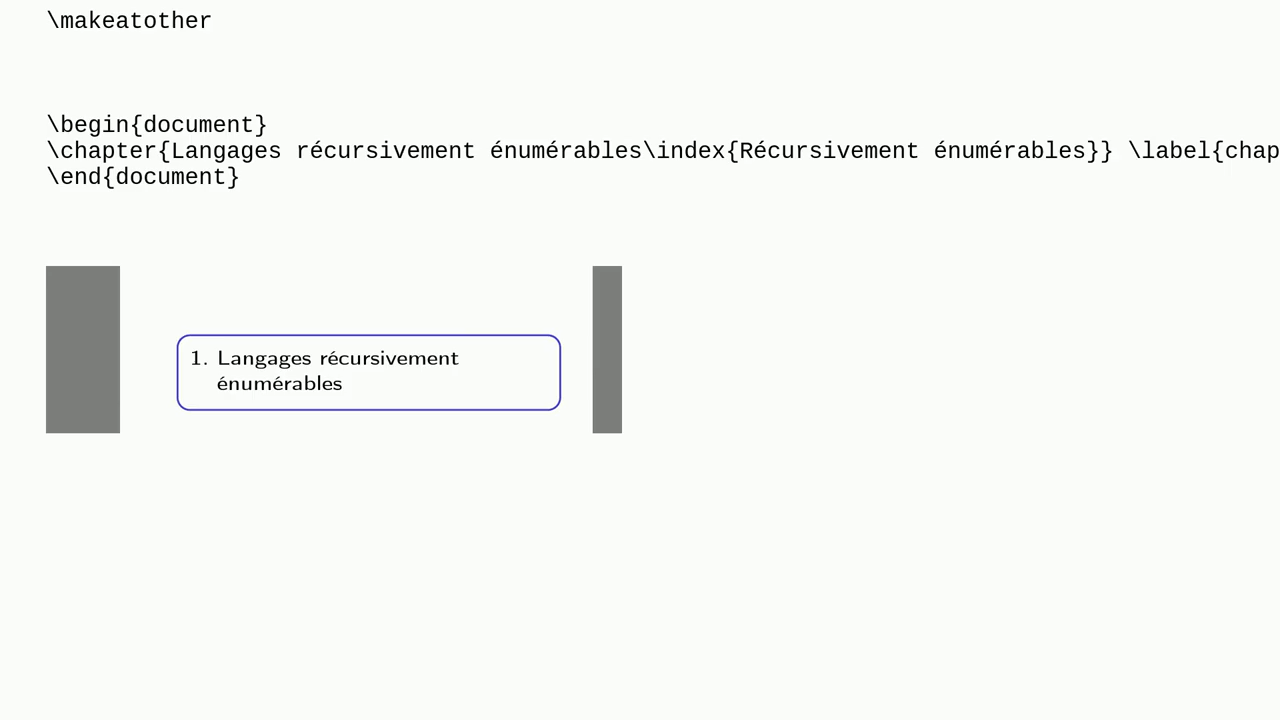 \makeatother
\begin{document}
\chapter{Langages récursivement énumérables\index{Récursivement énumérables}} \label{chap
\end{document}
1. Langages récursivement
énumérables